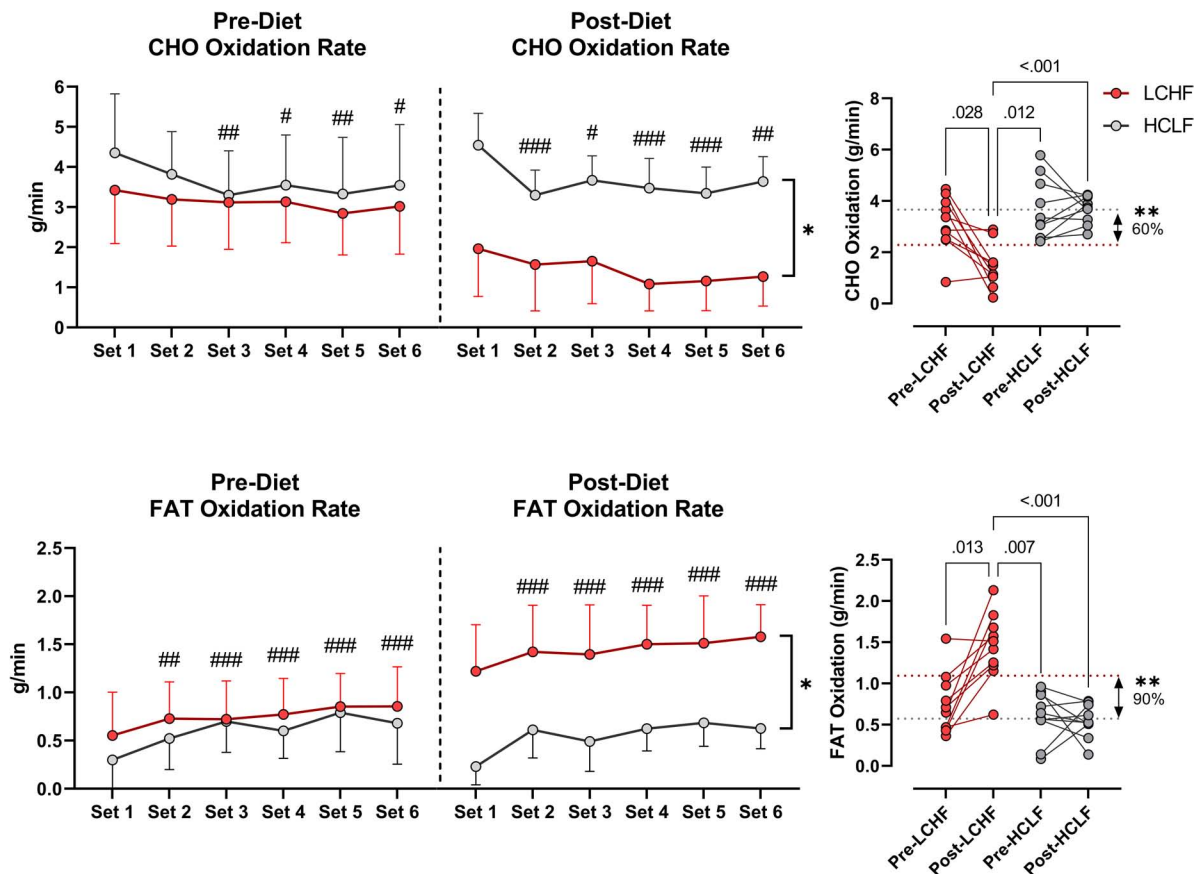 Pre-Diet
CHO Oxidation Rate
g/min
6
5
4
3
2
1
0
## # ## #
Set 1 Set 2 Set 3 Set 4 Set 5 Set 6
Post-Diet
CHO Oxidation Rate
### # ### ### ##
*
Set 1 Set 2 Set 3 Set 4 Set 5 Set 6
<.001
.028 .012
LCHF
HCLF
CHO Oxidation (g/min)
8
6
4
2
0
**
60%
Pre-LCHF
Post-LCHF
Pre-HCLF
Post-HCLF
Pre-Diet
FAT Oxidation Rate
g/min
2.5
2.0
1.5
1.0
0.5
0.0
## ### ### ### ###
Set 1 Set 2 Set 3 Set 4 Set 5 Set 6
Post-Diet
FAT Oxidation Rate
### ### ### ### ###
*
Set 1 Set 2 Set 3 Set 4 Set 5 Set 6
<.001
.013 .007
FAT Oxidation (g/min)
2.5
2.0
1.5
1.0
0.5
0.0
**
90%
Pre-LCHF
Post-LCHF
Pre-HCLF
Post-HCLF